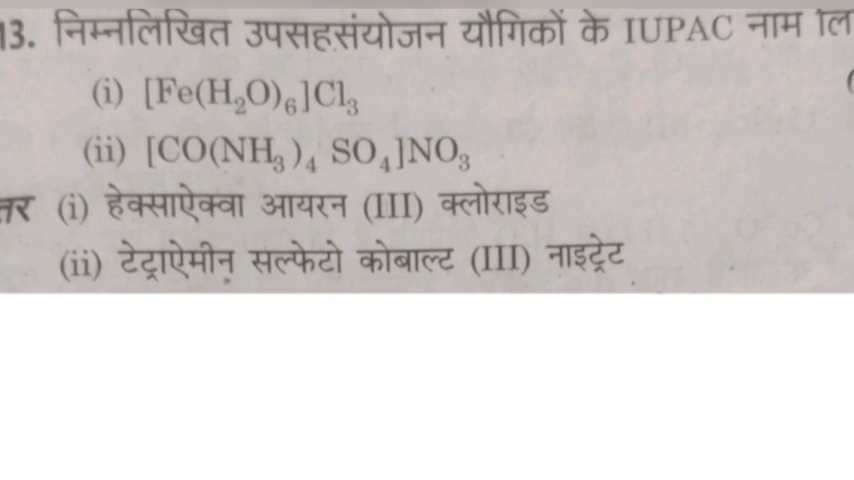 13. निम्नलिखित उपसहसंयोजन यौगिकों के IUPAC नाम
(i) [Fe(H₂O)₆]Cl₃
(ii) [CO(NH₃)₄ SO₄]NO₃
(i) हेक्साऐक्वा आयरन (III) क्लोराइड
(ii) टेट्राऐमीन सल्फेटो कोबाल्ट (III) नाइट्रेट